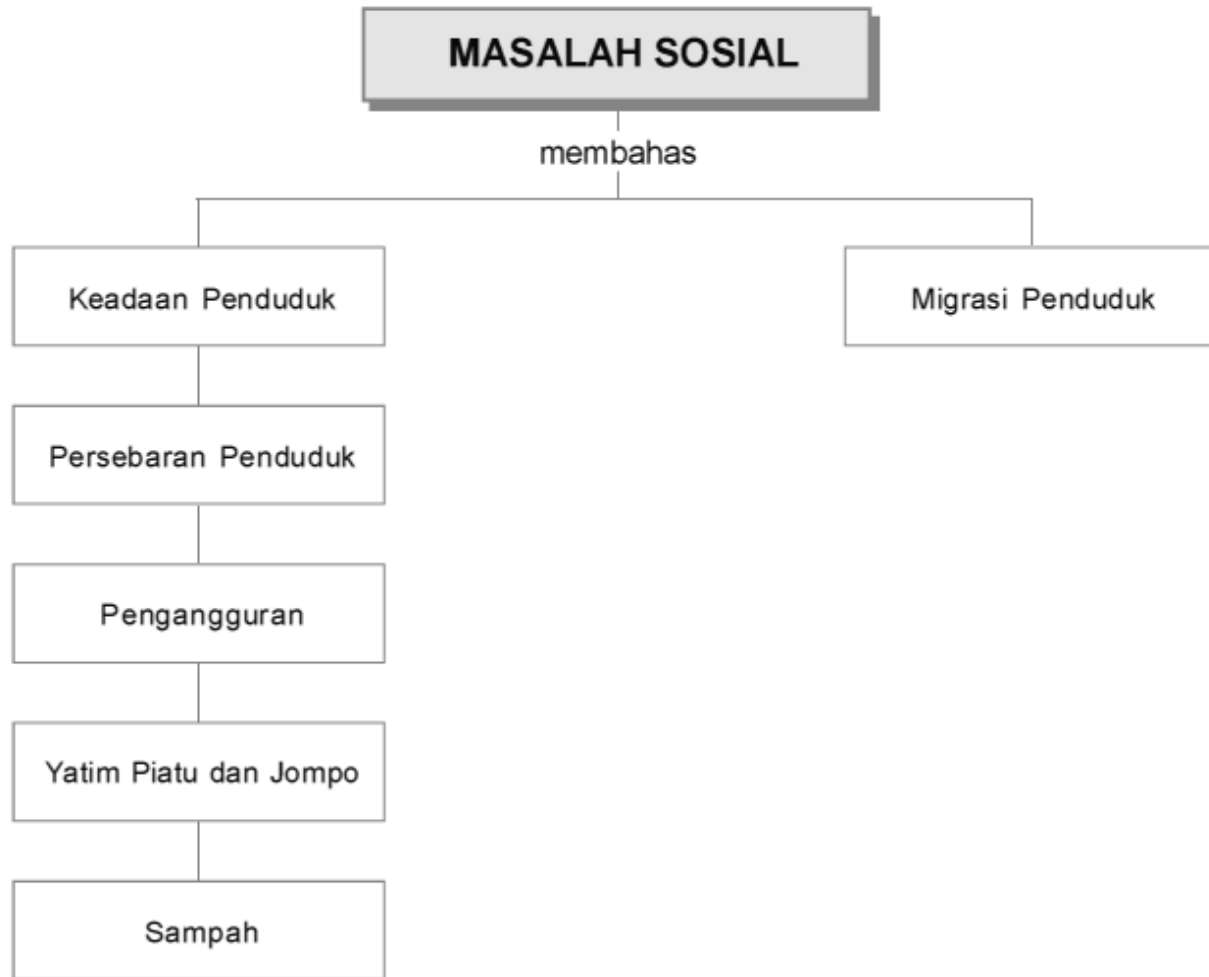 MASALAH SOSIAL
membahas
Keadaan Penduduk
Migrasi Penduduk
Persebaran Penduduk
Pengangguran
Yatim Piatu dan Jompo
Sampah